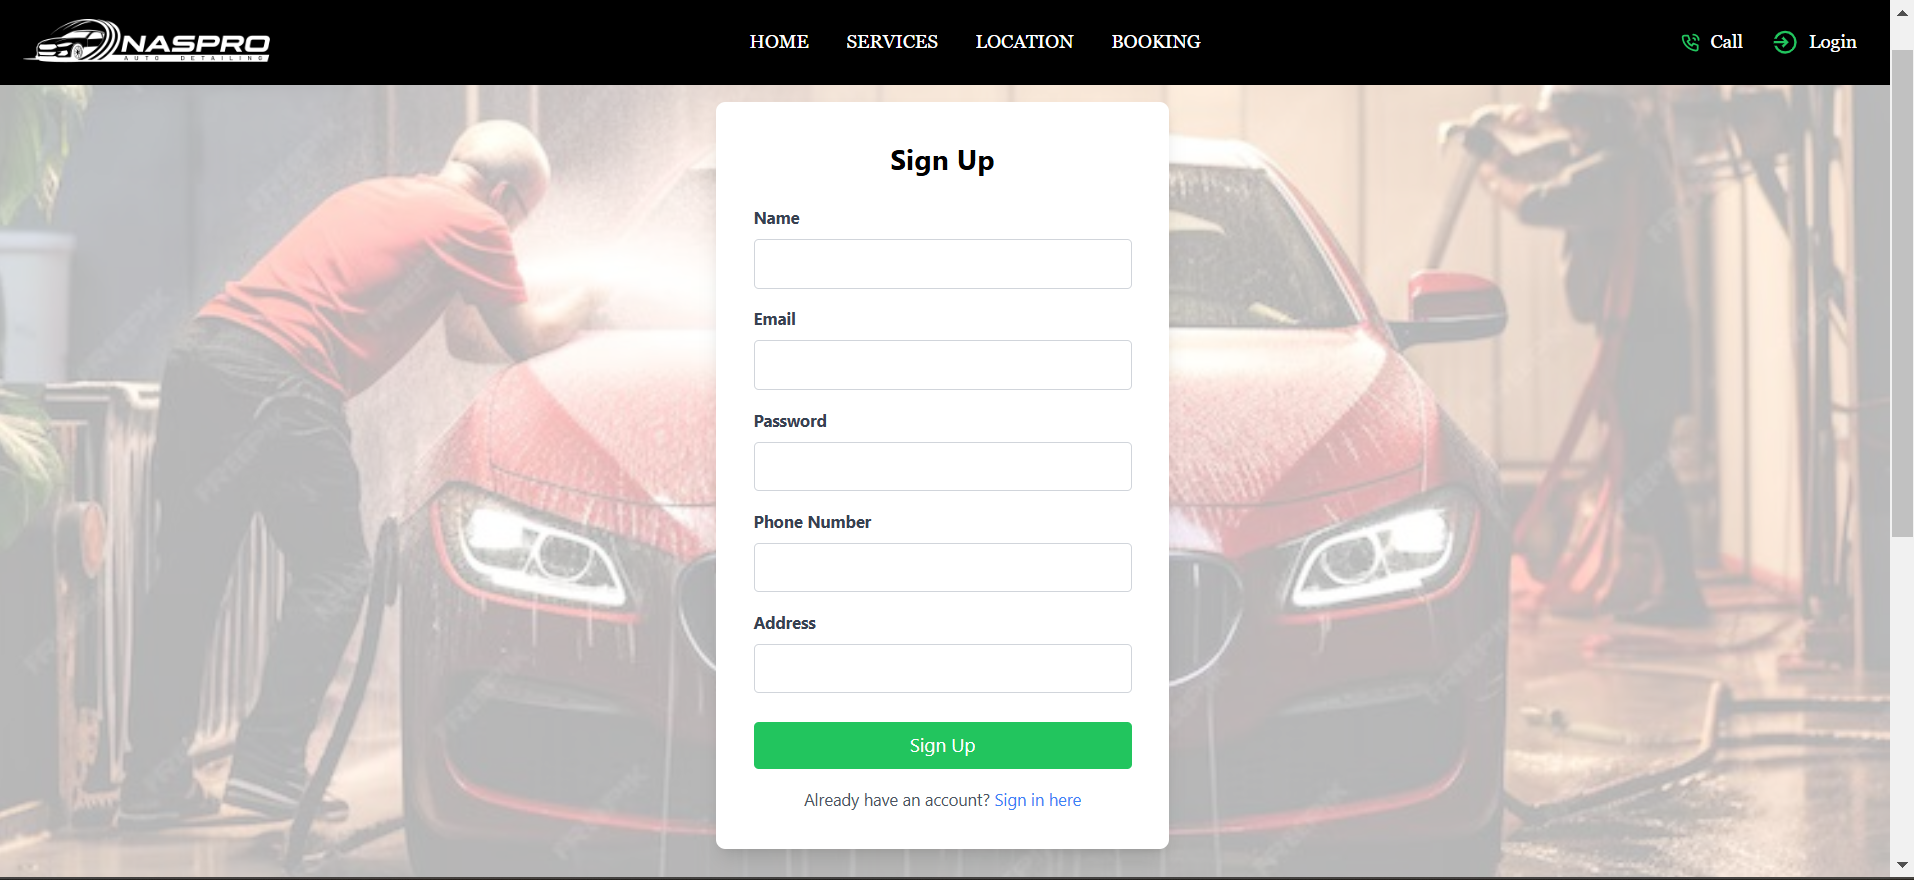 NASPRO
AUTO DETAILING
HOME SERVICES LOCATION BOOKING
Call Login
Sign Up
Name
Email
Password
Phone Number
Address
Sign Up
Already have an account? Sign in here